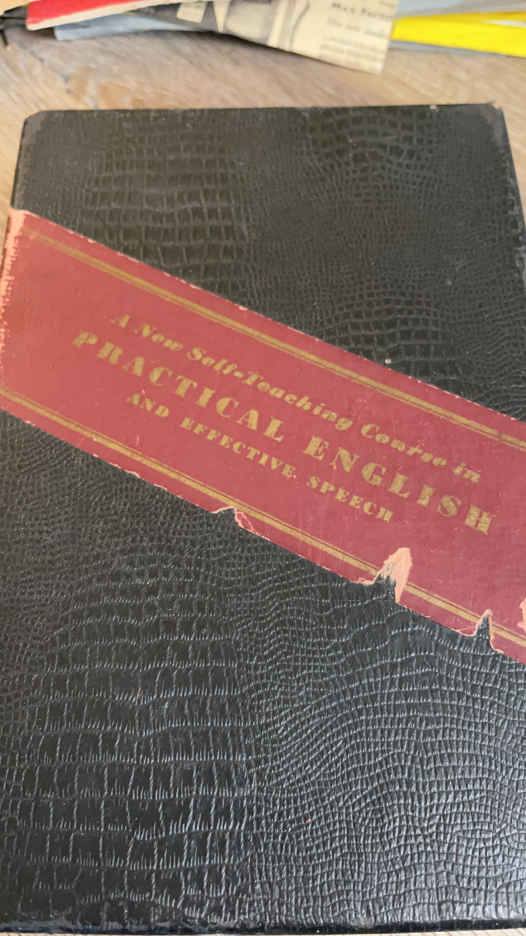 A New Self-Teaching Course in
PRACTICAL ENGLISH
AND EFFECTIVE SPEECH